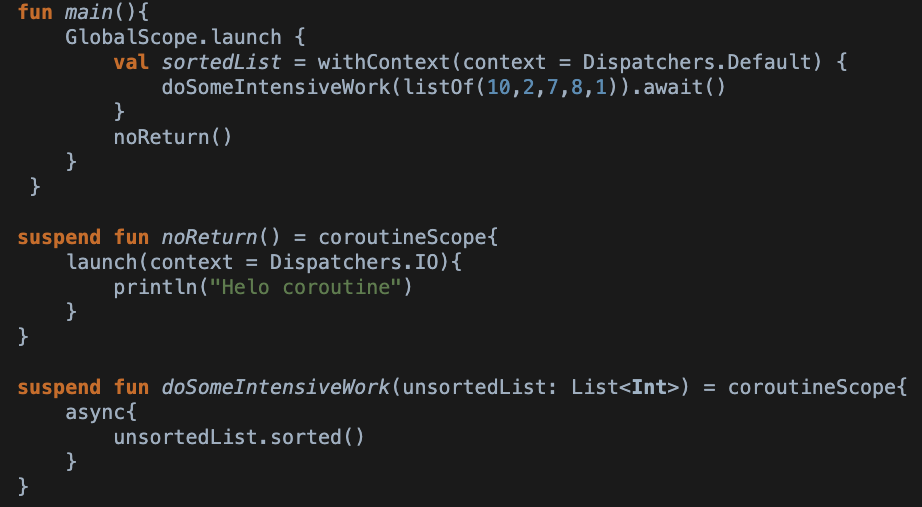 fun main(){
    GlobalScope.launch {
        val sortedList = withContext(context = Dispatchers.Default) {
            doSomeIntensiveWork(listOf(10,2,7,8,1)).await()
        }
        noReturn()
    }
 }

suspend fun noReturn() = coroutineScope{
    launch(context = Dispatchers.IO){
        println("Helo coroutine")
    }
}

suspend fun doSomeIntensiveWork(unsortedList: List<Int>) = coroutineScope{
    async{
        unsortedList.sorted()
    }
}